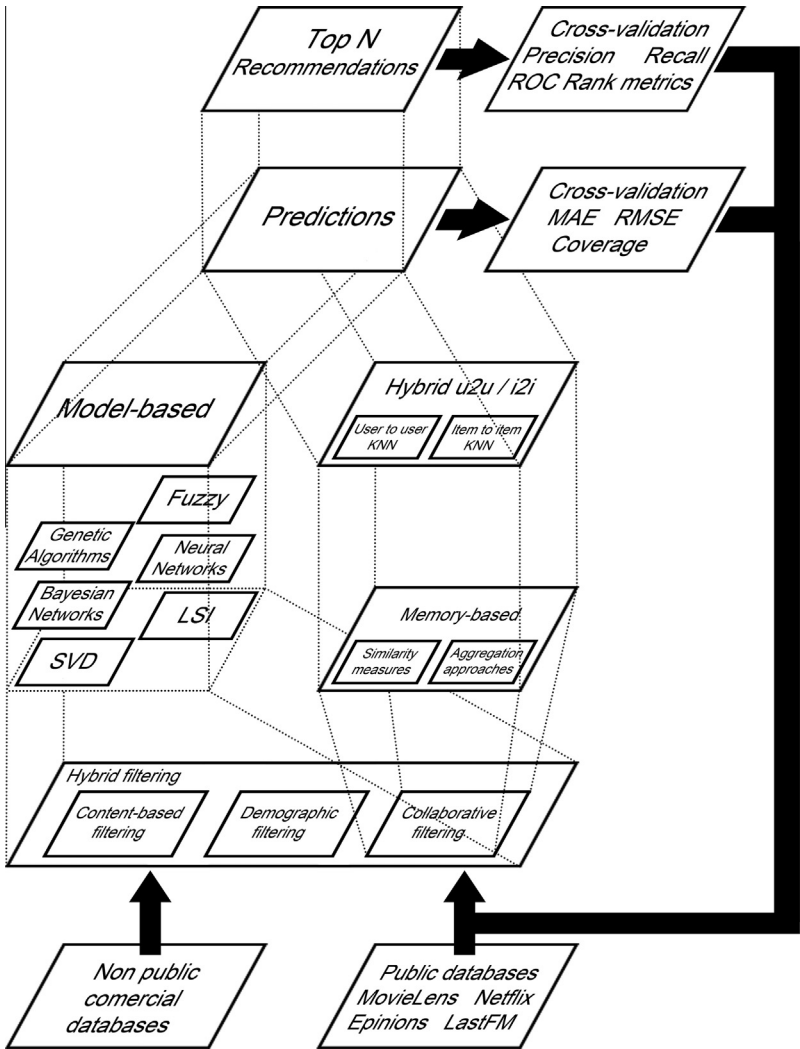 Top N
Recommendations
Cross-validation
Precision Recall
ROC Rank metrics
Predictions
Cross-validation
MAE RMSE
Coverage
Model-based
Hybrid u2u / i2i
User to user
KNN
Item to item
KNN
Fuzzy
Genetic
Algorithms
Neural
Networks
Bayesian
Networks
LSI
SVD
Memory-based
Similarity
measures
Aggregation
approaches
Hybrid filtering
Content-based
filtering
Demographic
filtering
Collaborative
filtering
Non public
comercial
databases
Public databases
MovieLens Netflix
Epinions LastFM